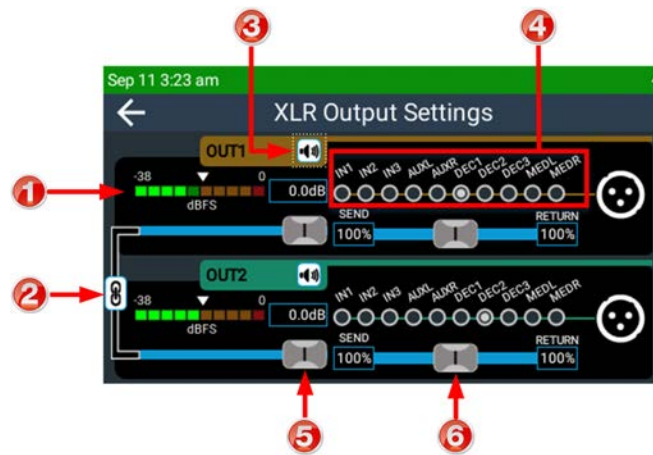 3
4
Sep 11 3:23 am
XLR Output Settings
OUT1
IN1 IN2 IN3 AUXL AUXR DEC1 DEC2 DEC3 MEDL MEDR
1
-38 0 0.0dB
dBFS
SEND RETURN
100% 100%
2
OUT2
IN1 IN2 IN3 AUXL AUXR DEC1 DEC2 DEC3 MEDL MEDR
-38 0 0.0dB
dBFS
SEND RETURN
100% 100%
5
6